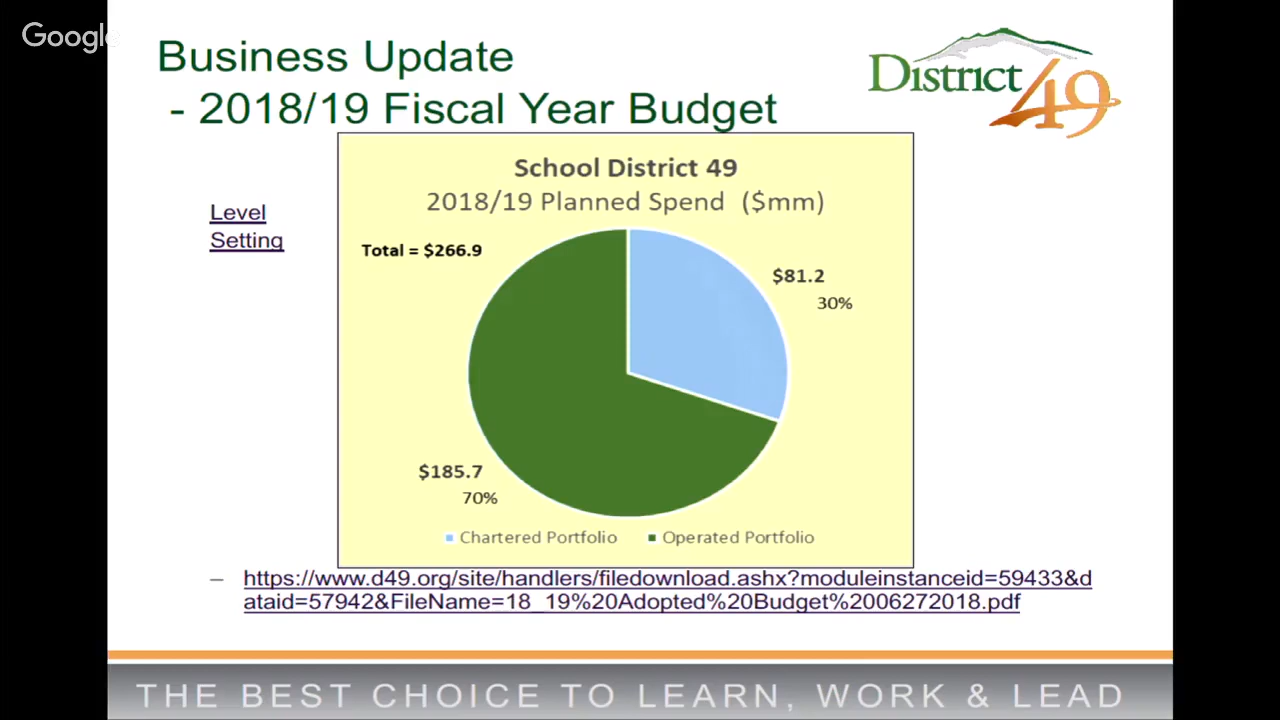 Google
Business Update
- 2018/19 Fiscal Year Budget
District 49
School District 49
2018/19 Planned Spend ($mm)
Level
Setting
Total = $266.9
$81.2
30%
$185.7
70%
Chartered Portfolio Operated Portfolio
– https://www.d49.org/site/handlers/filedownload.ashx?moduleinstanceid=59433&d
ataid=57942&FileName=18_19%20Adopted%20Budget%2006272018.pdf
THE BEST CHOICE TO LEARN, WORK & LEAD